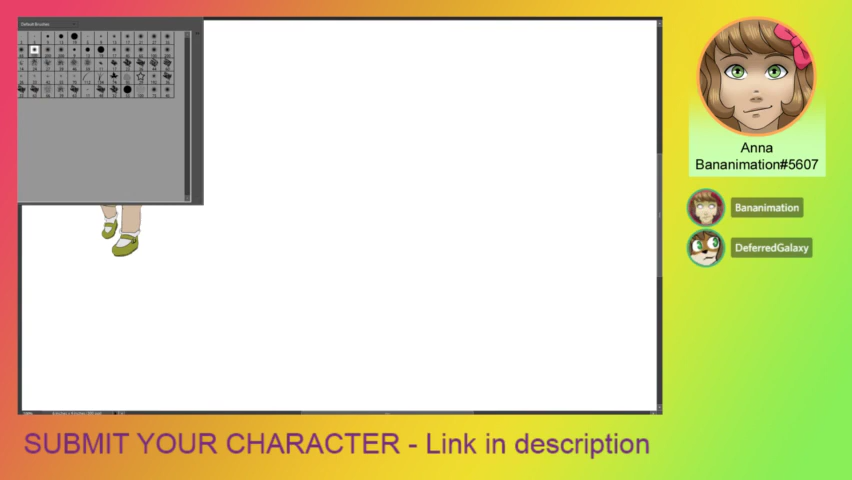 Default Brushes
Anna
Bananimation#5607
Bananimation
DeferredGalaxy
SUBMIT YOUR CHARACTER - Link in description